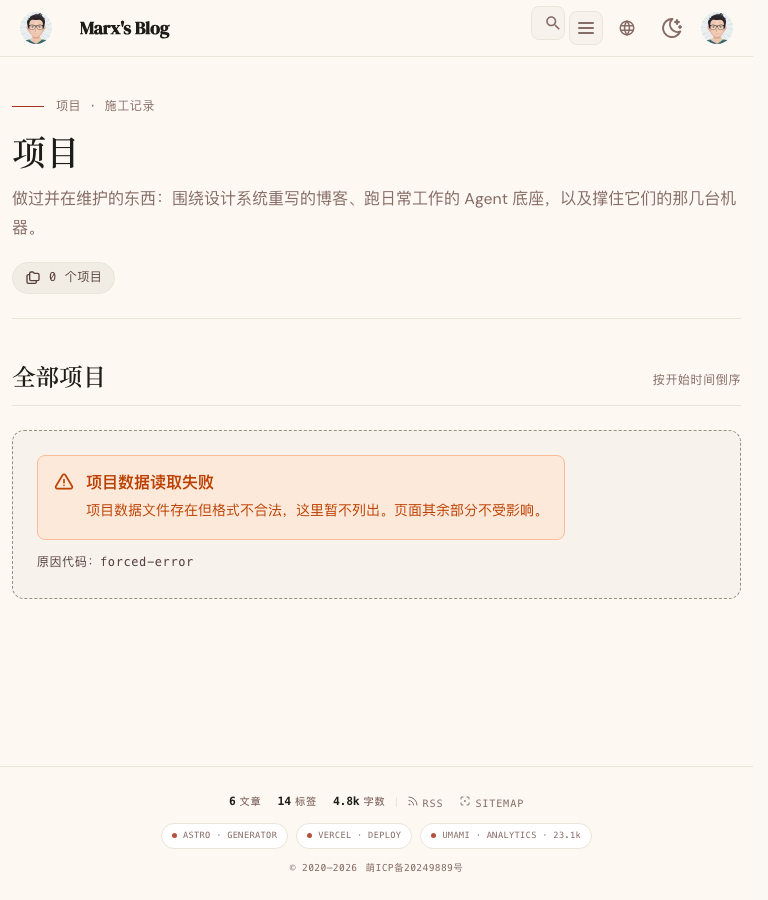 Marx's Blog
项目 · 施工记录
项目
做过并在维护的东西：围绕设计系统重写的博客、跑日常工作的 Agent 底座，以及撑住它们的那几台机
器。
0 个项目
全部项目
按开始时间倒序
项目数据读取失败
项目数据文件存在但格式不合法，这里暂不列出。页面其余部分不受影响。
原因代码：forced-error
6 文章 14 标签 4.8k 字数 RSS SITEMAP
ASTRO · GENERATOR VERCEL · DEPLOY UMAMI · ANALYTICS · 23.1k
© 2020—2026 萌ICP备20249889号